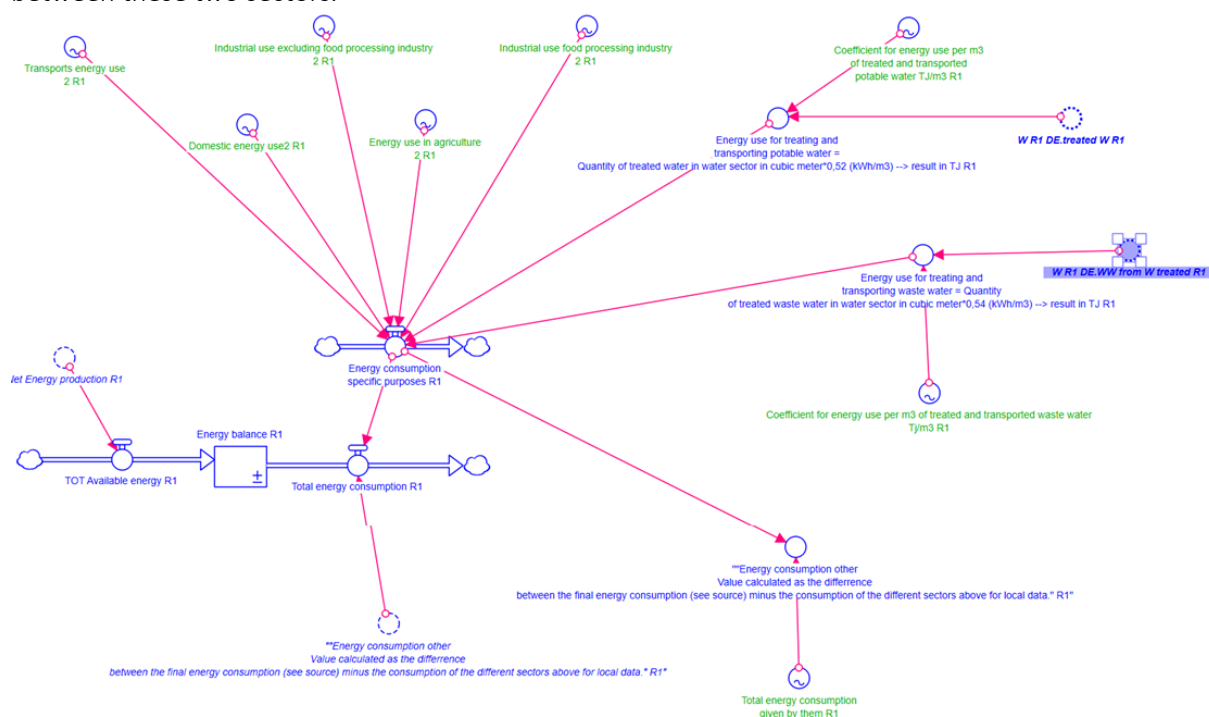 between these two sectors.
Transports energy use
2 R1
Industrial use excluding food processing industry
2 R1
Industrial use food processing industry
2 R1
Coefficient for energy use per m3
of treated and transported
potable water TJ/m3 R1
Domestic energy use2 R1
Energy use in agriculture
2 R1
Energy use for treating and
transporting potable water =
Quantity of treated water in water sector in cubic meter*0,52 (kWh/m3) --> result in TJ R1
W R1 DE.treated W R1
Energy use for treating and
transporting waste water = Quantity
of treated waste water in water sector in cubic meter*0,54 (kWh/m3) --> result in TJ R1
W R1 DE.WW from W treated R1
Energy consumption
specific purposes R1
let Energy production R1
Coefficient for energy use per m3 of treated and transported waste water
Tj/m3 R1
Energy balance R1
±
TOT Available energy R1
Total energy consumption R1
""Energy consumption other
Value calculated as the differrence
between the final energy consumption (see source) minus the consumption of the different sectors above for local data." R1"
""Energy consumption other
Value calculated as the differrence
between the final energy consumption (see source) minus the consumption of the different sectors above for local data." R1"
Total energy consumption
given by them R1